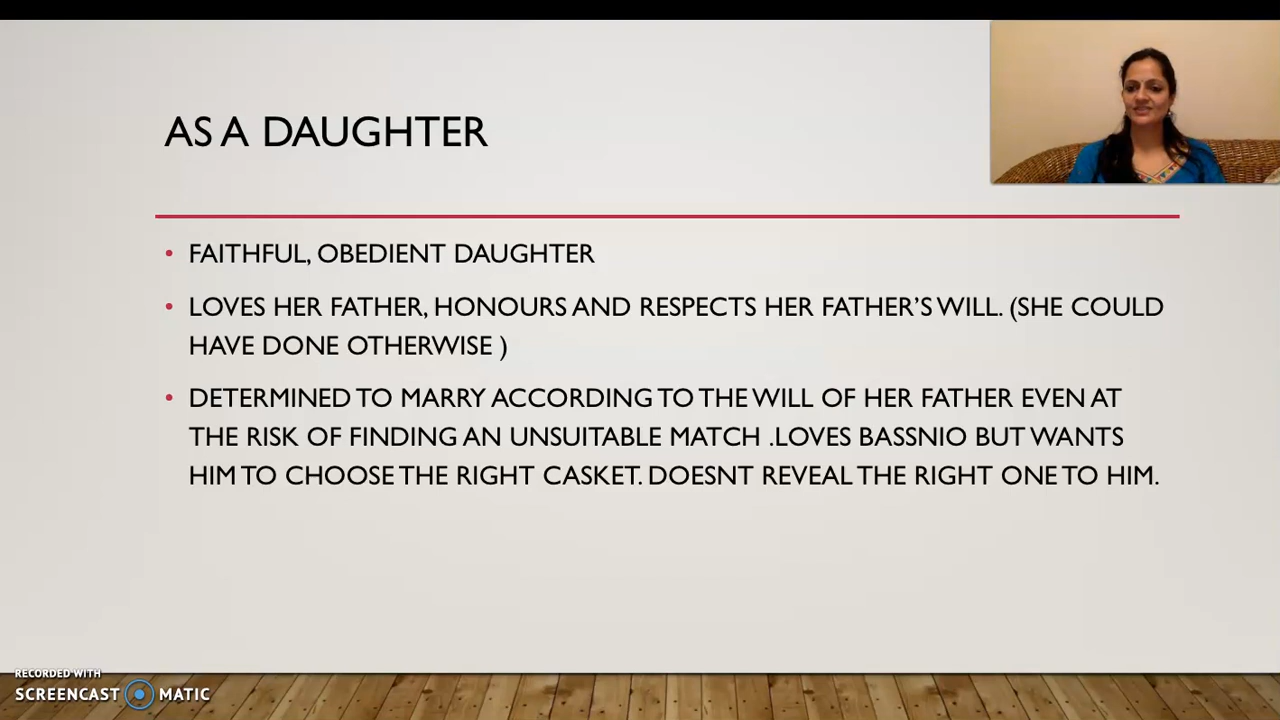 AS A DAUGHTER
• FAITHFUL, OBEDIENT DAUGHTER
• LOVES HER FATHER, HONOURS AND RESPECTS HER FATHER’S WILL. (SHE COULD
HAVE DONE OTHERWISE )
• DETERMINED TO MARRY ACCORDING TO THE WILL OF HER FATHER EVEN AT
THE RISK OF FINDING AN UNSUITABLE MATCH .LOVES BASSNIO BUT WANTS
HIM TO CHOOSE THE RIGHT CASKET. DOESNT REVEAL THE RIGHT ONE TO HIM.
RECORDED WITH
SCREENCAST MATIC